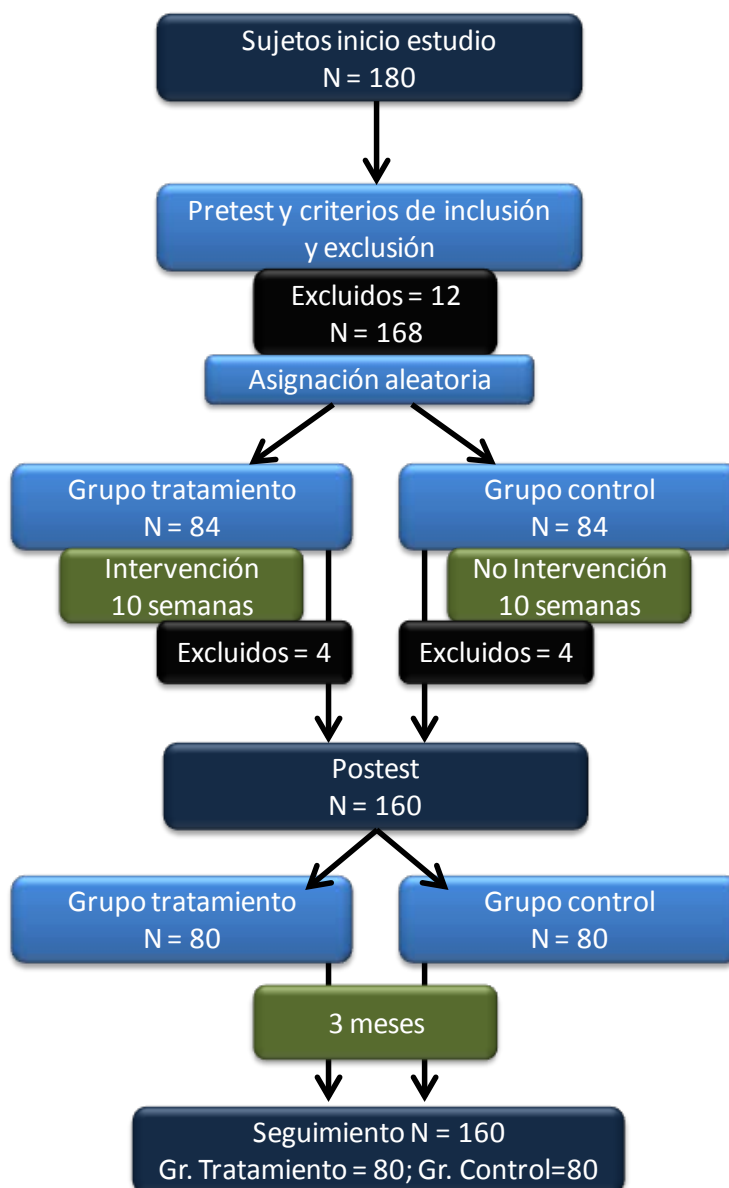 Sujetos inicio estudio
N = 180
Pretest y criterios de inclusión
y exclusión
Excluidos = 12
N = 168
Asignación aleatoria
Grupo tratamiento
N = 84
Grupo control
N = 84
Intervención
10 semanas
No Intervención
10 semanas
Excluidos = 4
Excluidos = 4
Postest
N = 160
Grupo tratamiento
N = 80
Grupo control
N = 80
3 meses
Seguimiento N = 160
Gr. Tratamiento = 80; Gr. Control=80